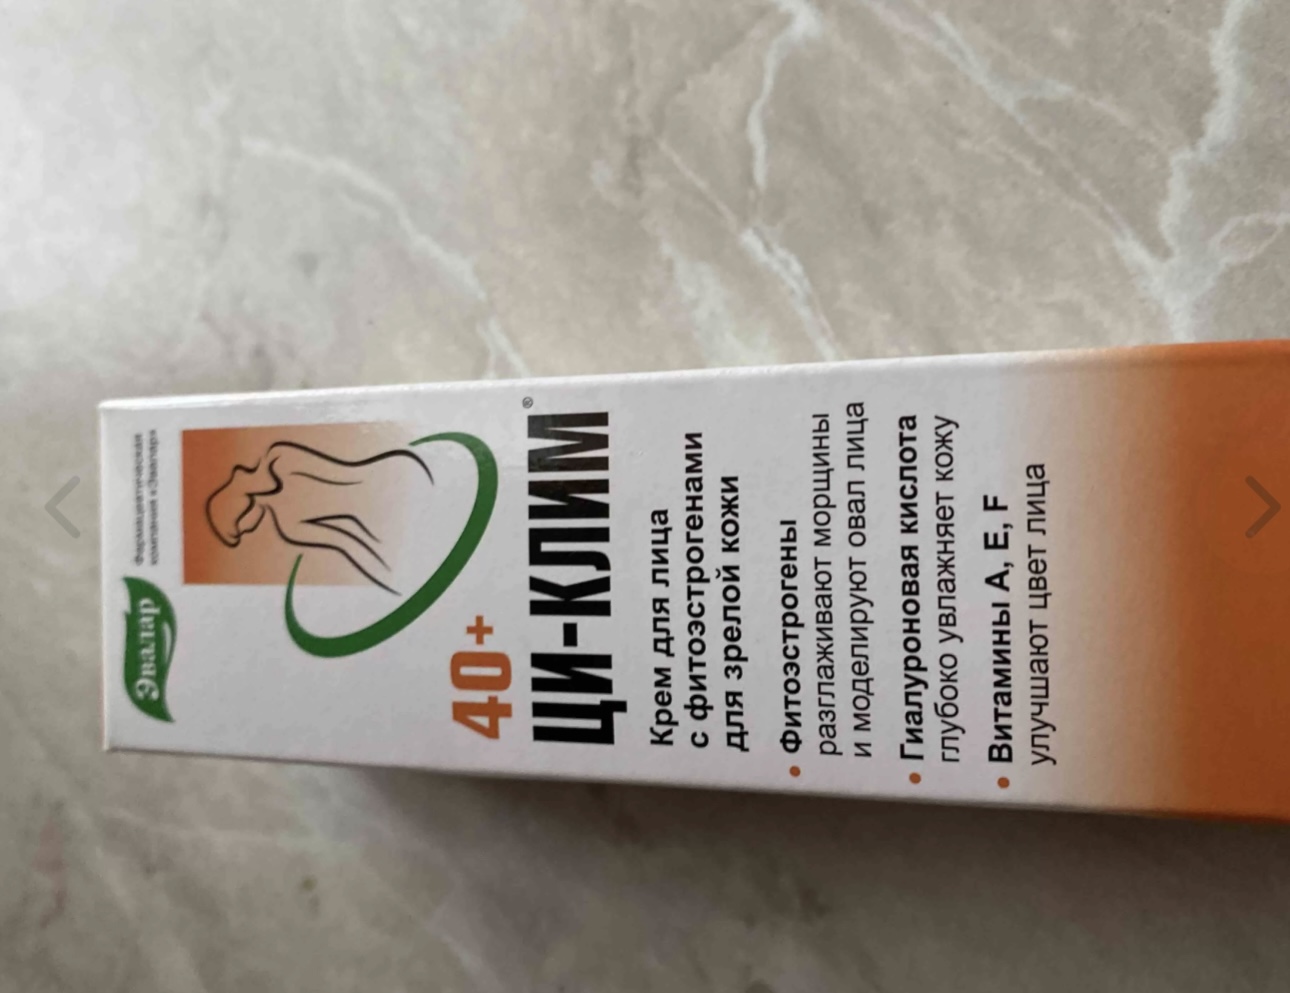 Эвалар
фармацевтическая
компания «Эвалар»
40+
ЦИ-КЛИМ®
Крем для лица
с фитоэстрогенами
для зрелой кожи
• Фитоэстрогены
разглаживают морщины
и моделируют овал лица
• Гиалуроновая кислота
глубоко увлажняет кожу
• Витамины A, E, F
улучшают цвет лица